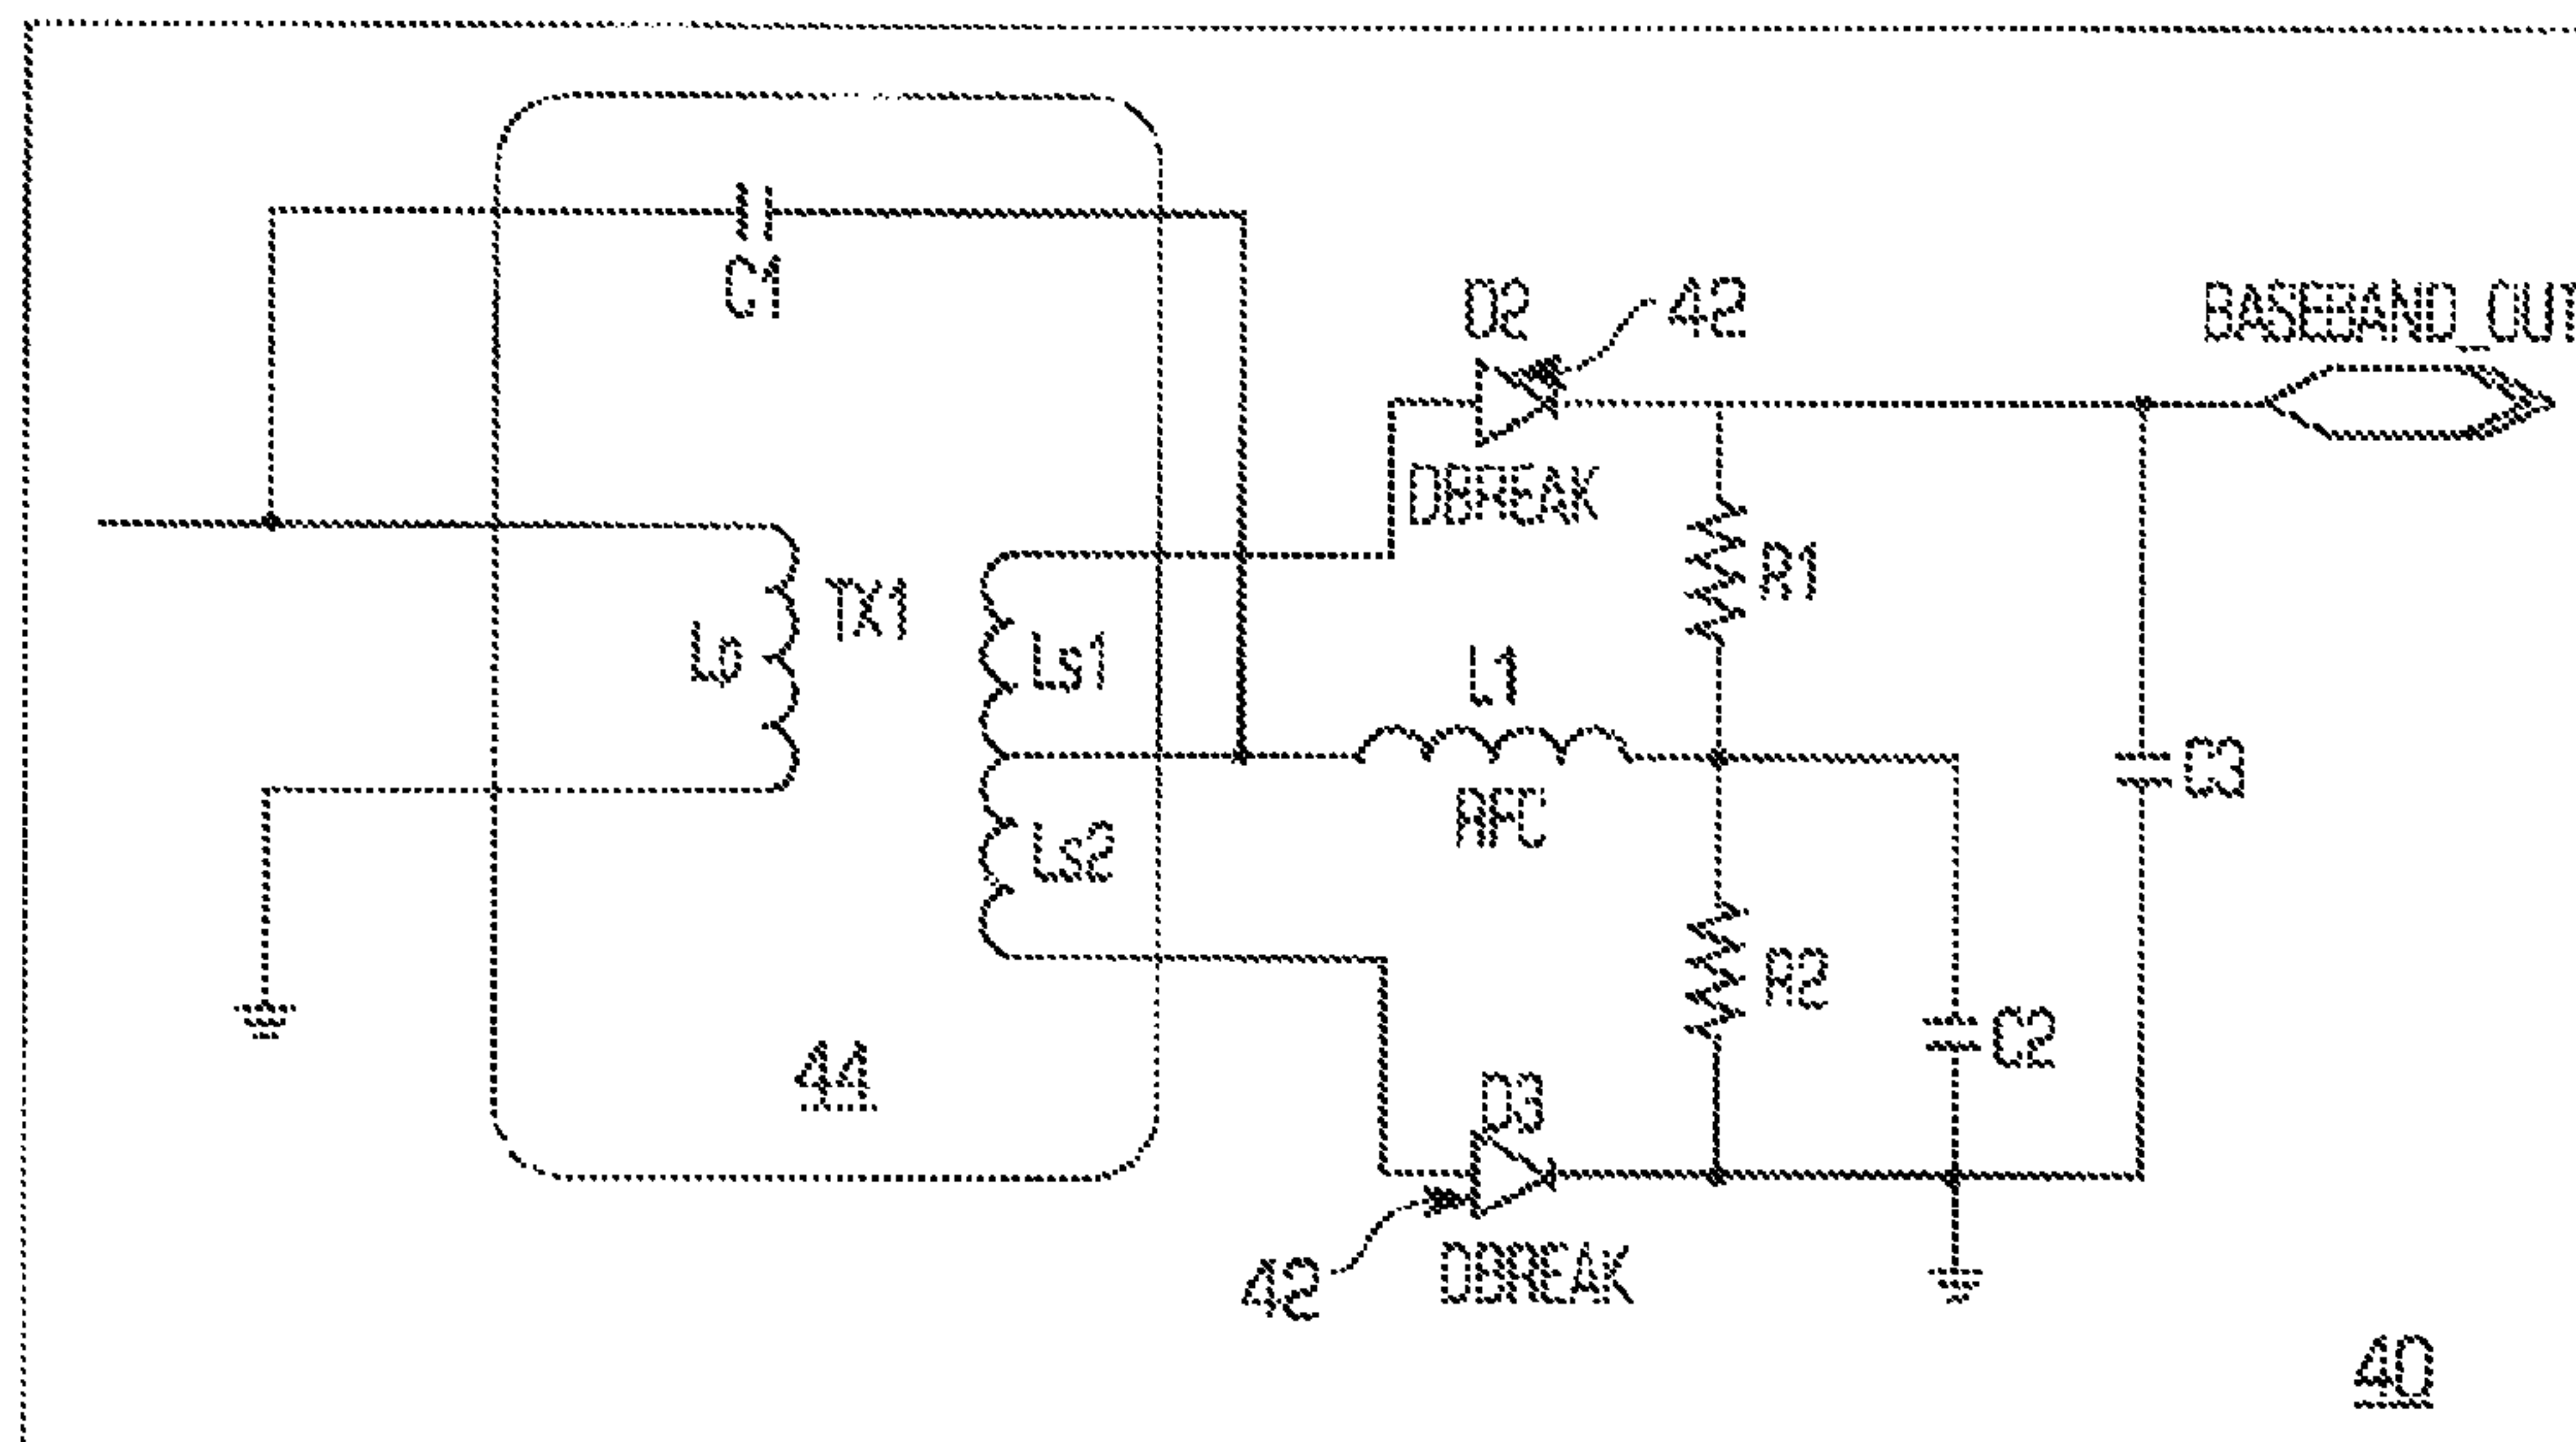 C1
D2
42
BASEBAND_OUT
DBREAK
R1
TX1
Lp
Ls1
L1
C3
RFC
Ls2
R2
C2
44
D3
42
DBREAK
40